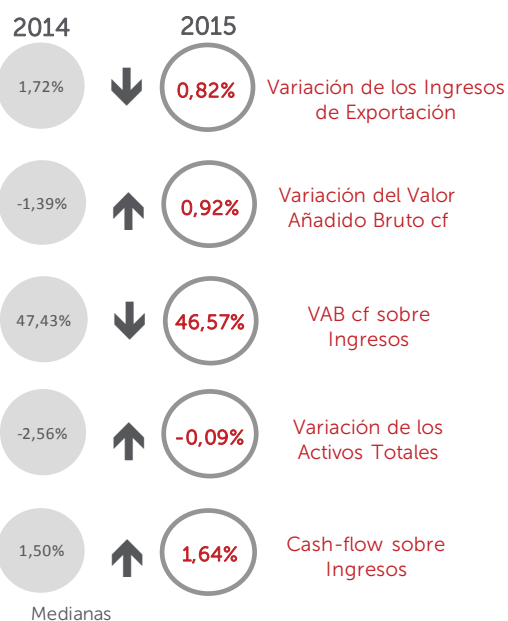 2014
2015
1,72%
0,82%
Variación de los Ingresos
de Exportación
-1,39%
0,92%
Variación del Valor
Añadido Bruto cf
47,43%
46,57%
VAB cf sobre
Ingresos
-2,56%
-0,09%
Variación de los
Activos Totales
1,50%
1,64%
Cash-flow sobre
Ingresos
Medianas